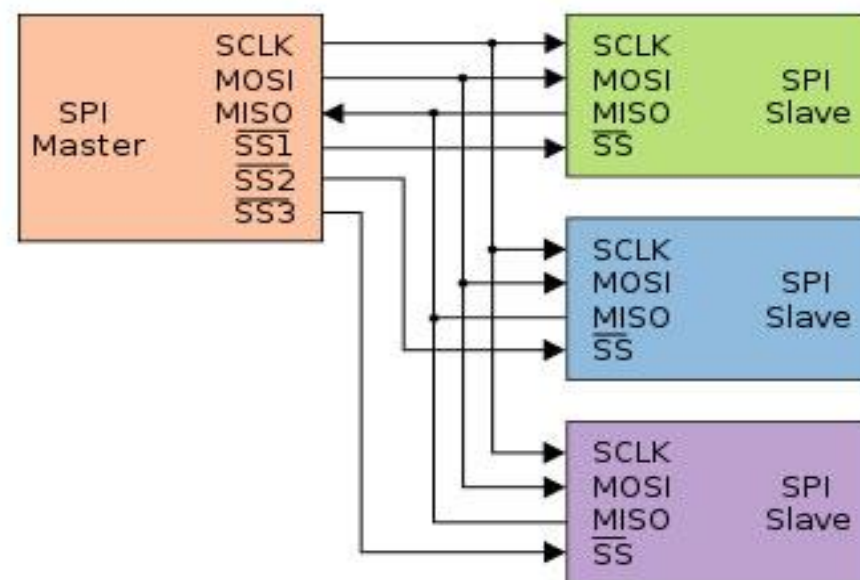 SPI
Master
SCLK
MOSI
MISO
SS1
SS2
SS3
SCLK
MOSI
MISO
SS
SPI
Slave
SCLK
MOSI
MISO
SS
SPI
Slave
SCLK
MOSI
MISO
SS
SPI
Slave